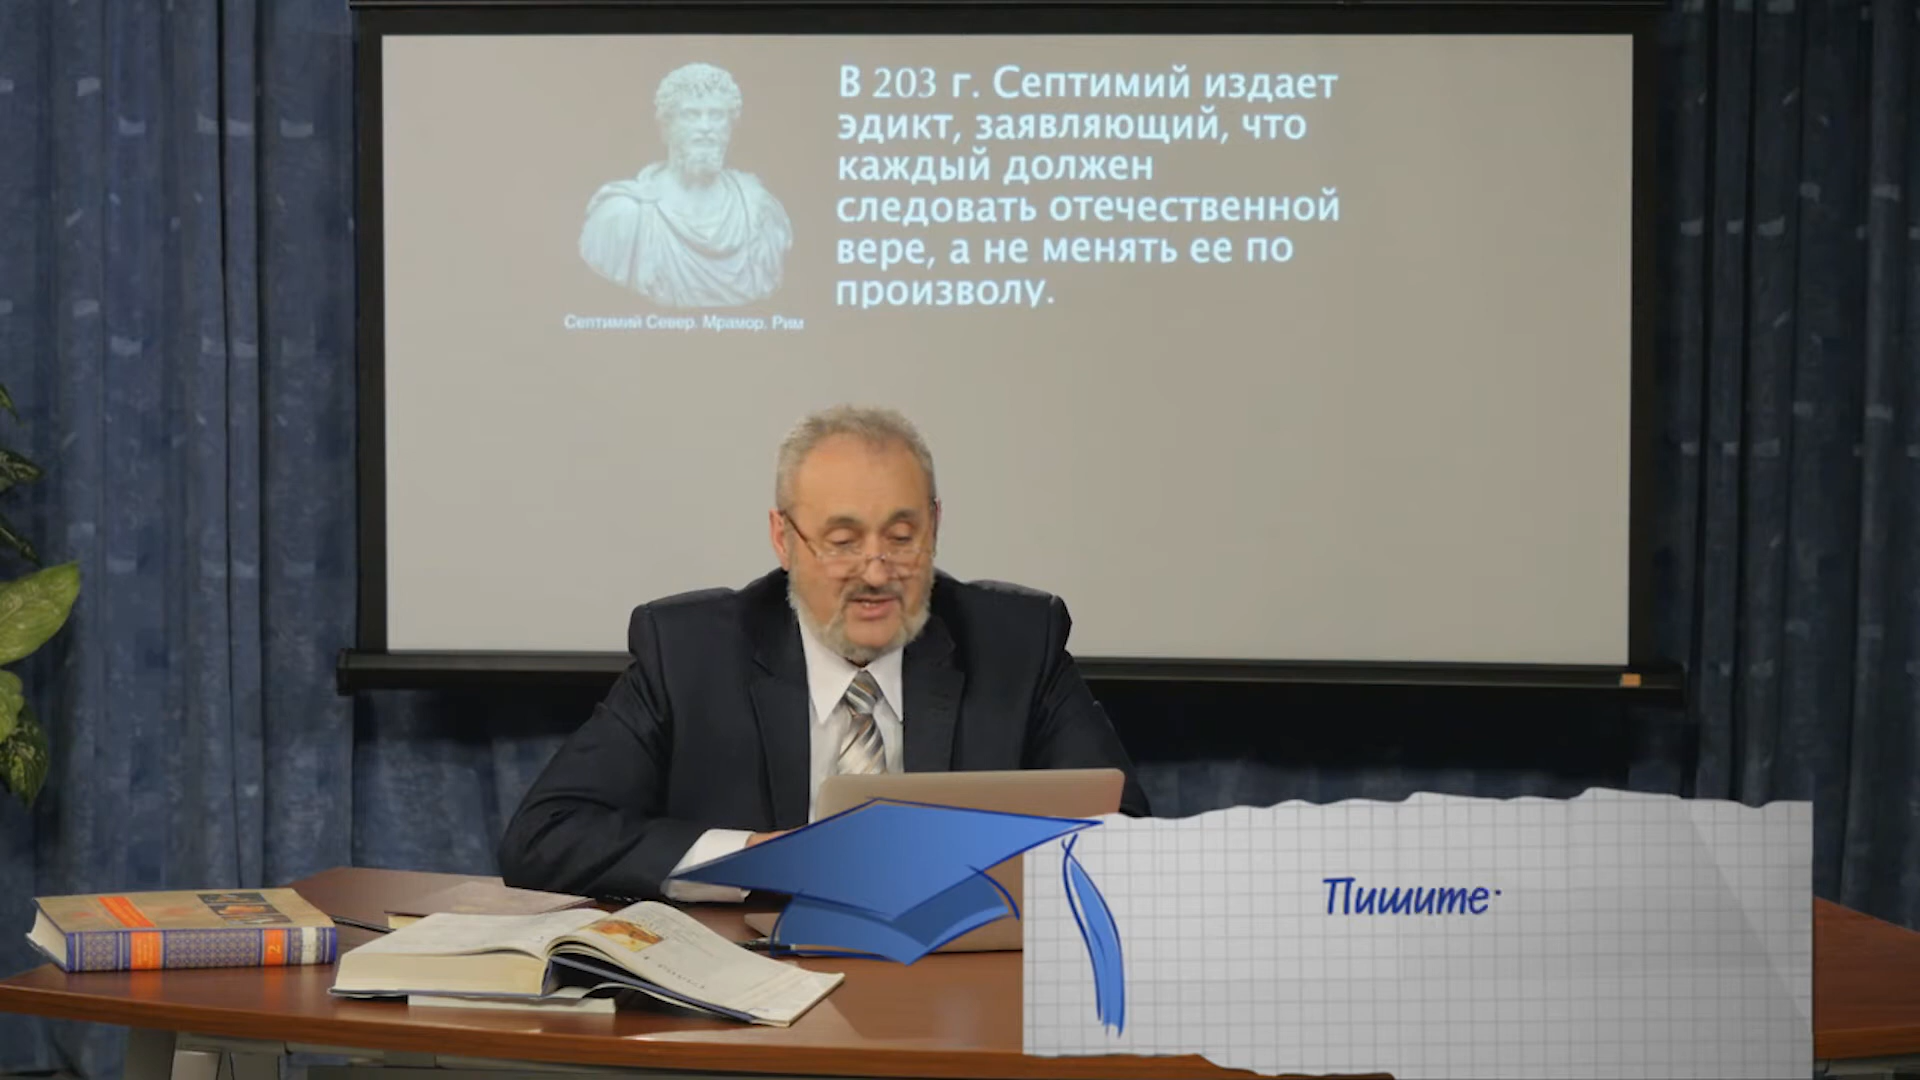 В 203 г. Септимий издает
эдикт, заявляющий, что
каждый должен
следовать отечественной
вере, а не менять ее по
произволу.
Септимий Север. Мрамор. Рим
Пишите: